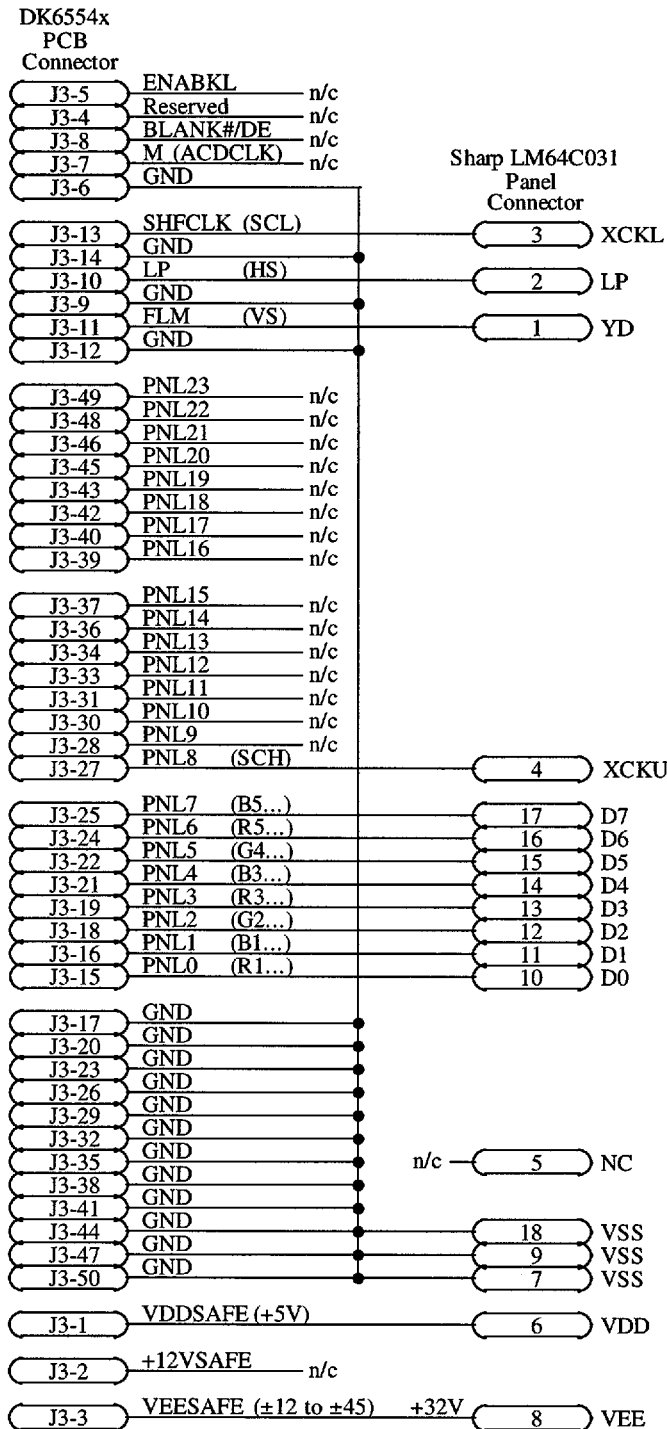 DK6554x
PCB
Connector
J3-5 ENABKL n/c
J3-4 Reserved n/c
J3-8 BLANK#/DE n/c
J3-7 M (ACDCLK) n/c
J3-6 GND
Sharp LM64C031
Panel
Connector
J3-13 SHFCLK (SCL) 3 XCKL
J3-14 GND
J3-10 LP (HS) 2 LP
J3-9 GND
J3-11 FLM (VS) 1 YD
J3-12 GND
J3-49 PNL23 n/c
J3-48 PNL22 n/c
J3-46 PNL21 n/c
J3-45 PNL20 n/c
J3-43 PNL19 n/c
J3-42 PNL18 n/c
J3-40 PNL17 n/c
J3-39 PNL16 n/c
J3-37 PNL15 n/c
J3-36 PNL14 n/c
J3-34 PNL13 n/c
J3-33 PNL12 n/c
J3-31 PNL11 n/c
J3-30 PNL10 n/c
J3-28 PNL9 n/c
J3-27 PNL8 (SCH) 4 XCKU
J3-25 PNL7 (B5...) 17 D7
J3-24 PNL6 (R5...) 16 D6
J3-22 PNL5 (G4...) 15 D5
J3-21 PNL4 (B3...) 14 D4
J3-19 PNL3 (R3...) 13 D3
J3-18 PNL2 (G2...) 12 D2
J3-16 PNL1 (B1...) 11 D1
J3-15 PNL0 (R1...) 10 D0
J3-17 GND
J3-20 GND
J3-23 GND
J3-26 GND
J3-29 GND
J3-32 GND
J3-35 GND n/c 5 NC
J3-38 GND
J3-41 GND
J3-44 GND 18 VSS
J3-47 GND 9 VSS
J3-50 GND 7 VSS
J3-1 VDDSAFE (+5V) 6 VDD
J3-2 +12VSAFE n/c
J3-3 VEESAFE (±12 to ±45) +32V 8 VEE